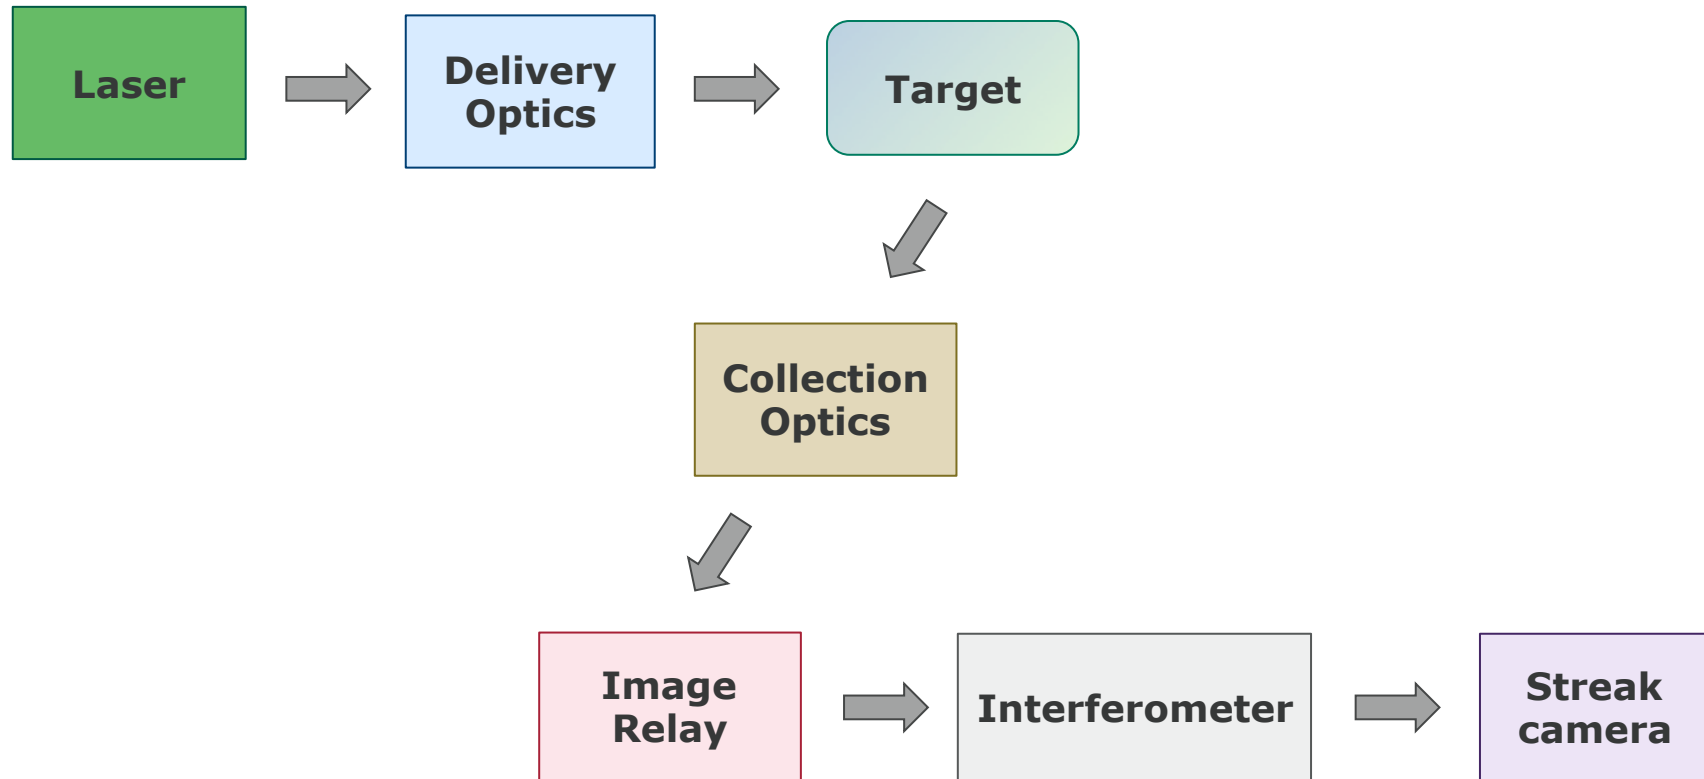 Laser
Delivery
Optics
Target
Collection
Optics
Image
Relay
Interferometer
Streak
camera